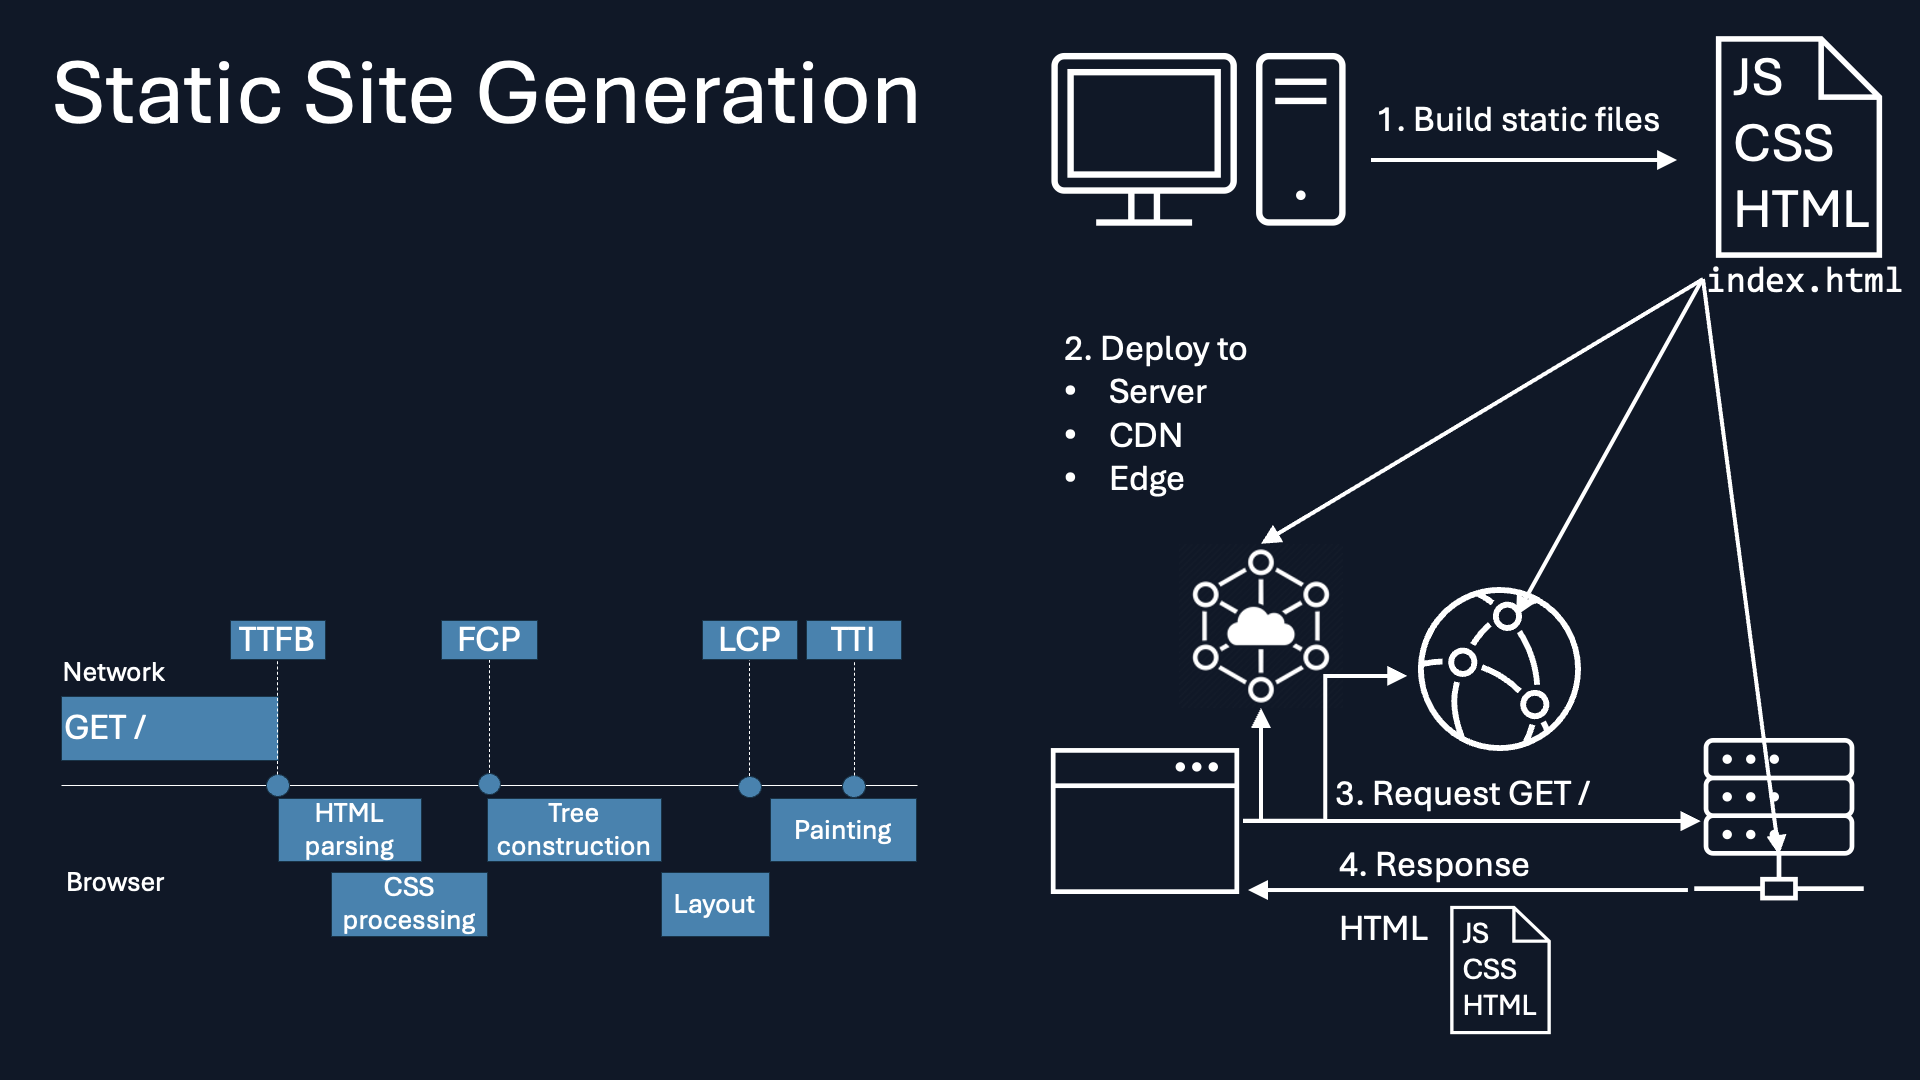 Static Site Generation
1. Build static files
JS
CSS
HTML
index.html
2. Deploy to
• Server
• CDN
• Edge
TTFB
FCP
LCP
TTI
Network
GET /
HTML
parsing
Tree
construction
Painting
Browser
CSS
processing
Layout
3. Request GET /
4. Response
HTML
JS
CSS
HTML